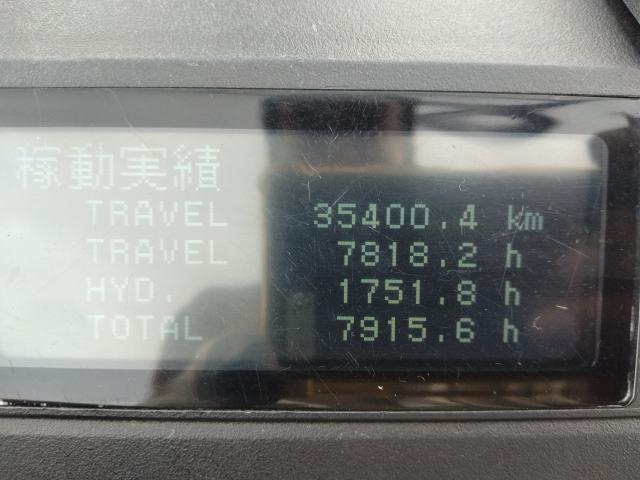 稼動実績
TRAVEL 35400.4 km
TRAVEL 7818.2 h
HYD. 1751.8 h
TOTAL 7915.6 h